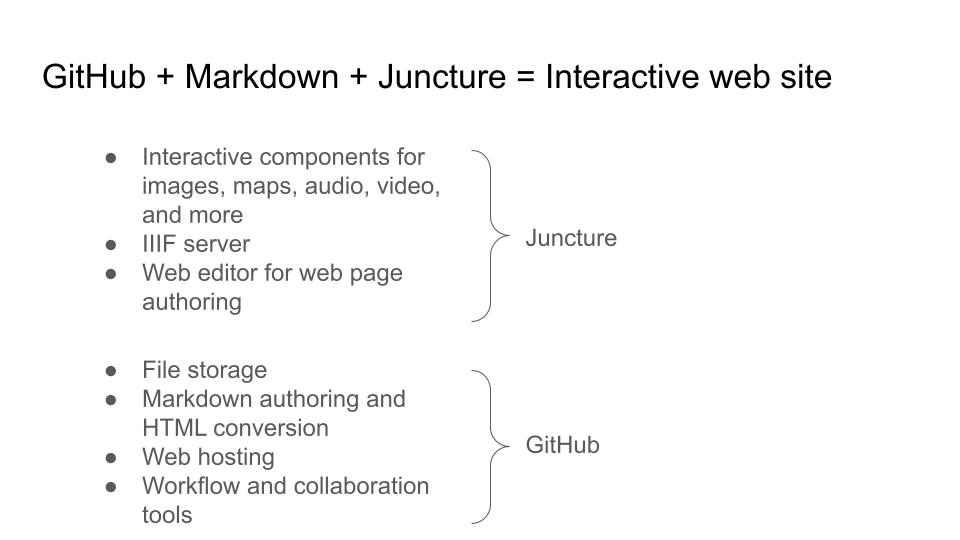 GitHub + Markdown + Juncture = Interactive web site
● Interactive components for
images, maps, audio, video,
and more
● IIIF server
● Web editor for web page
authoring
Juncture
● File storage
● Markdown authoring and
HTML conversion
● Web hosting
● Workflow and collaboration
tools
GitHub